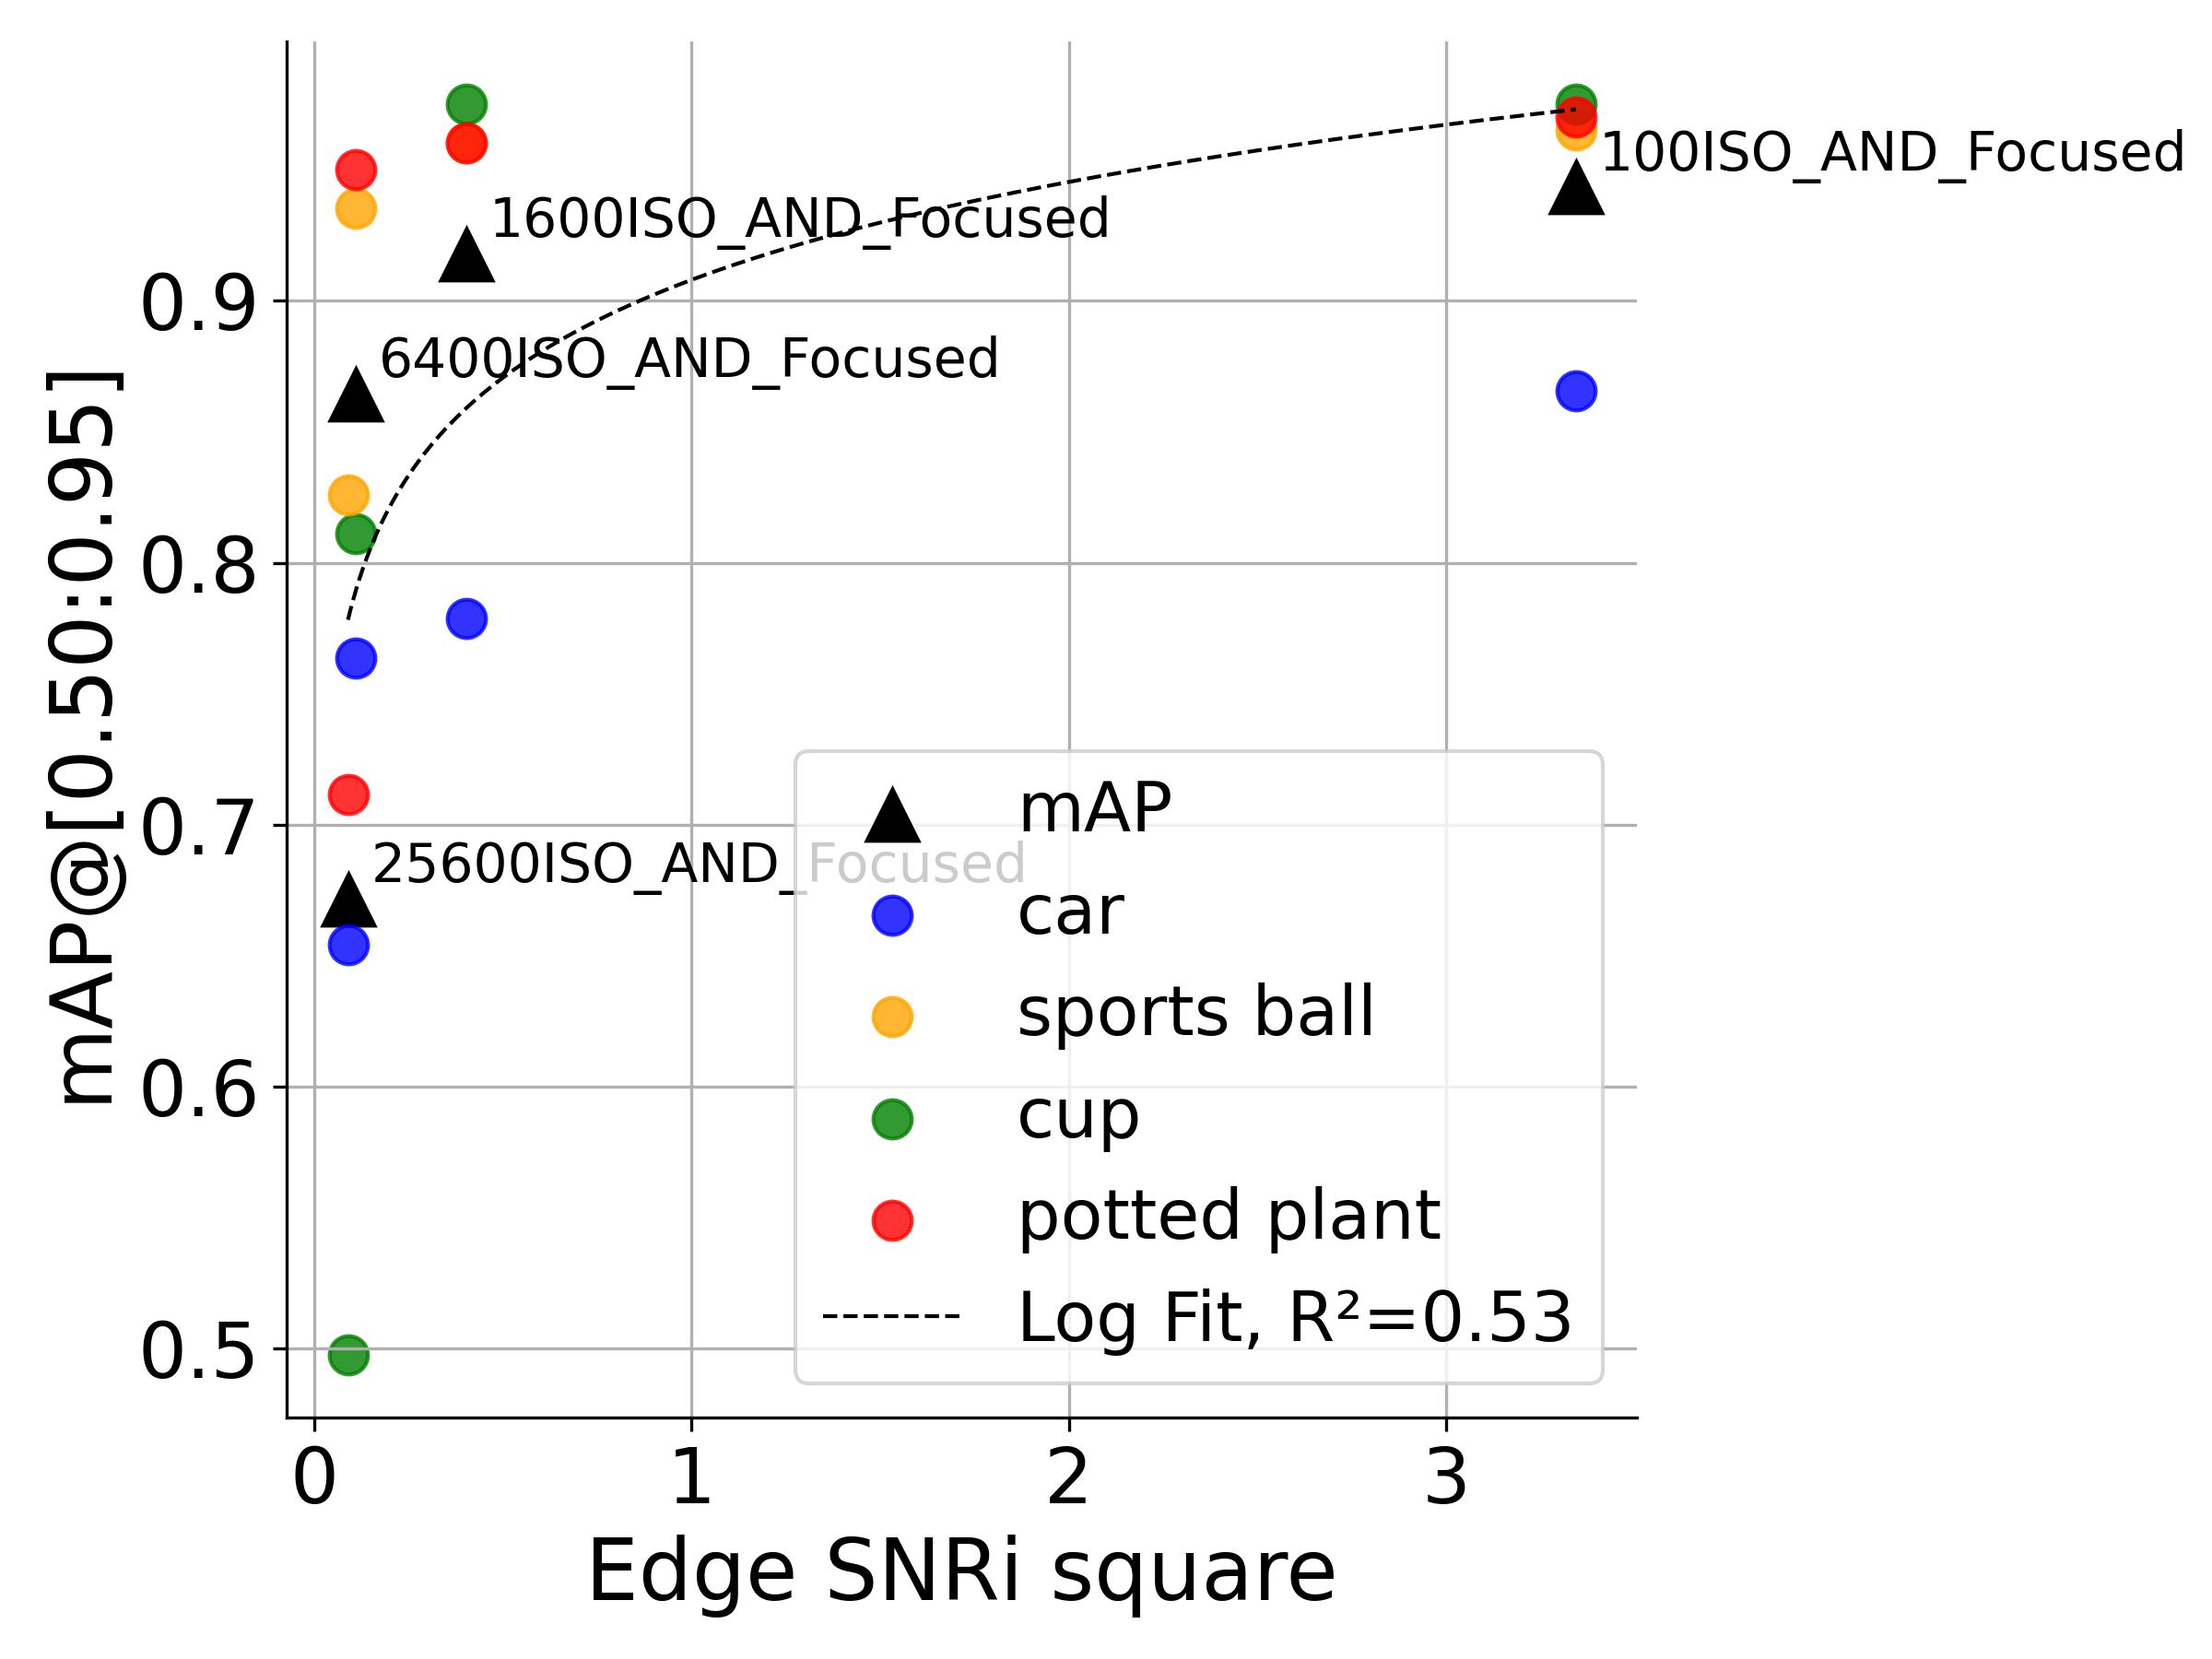 100ISO_AND_Focused
1600ISO_AND_Focused
6400ISO_AND_Focused
25600ISO_AND_Focused
mAP@[0.50:0.95]
0.9
0.8
0.7
0.6
0.5
mAP
car
sports ball
cup
potted plant
Log Fit, R²=0.53
0 1 2 3
Edge SNRi square